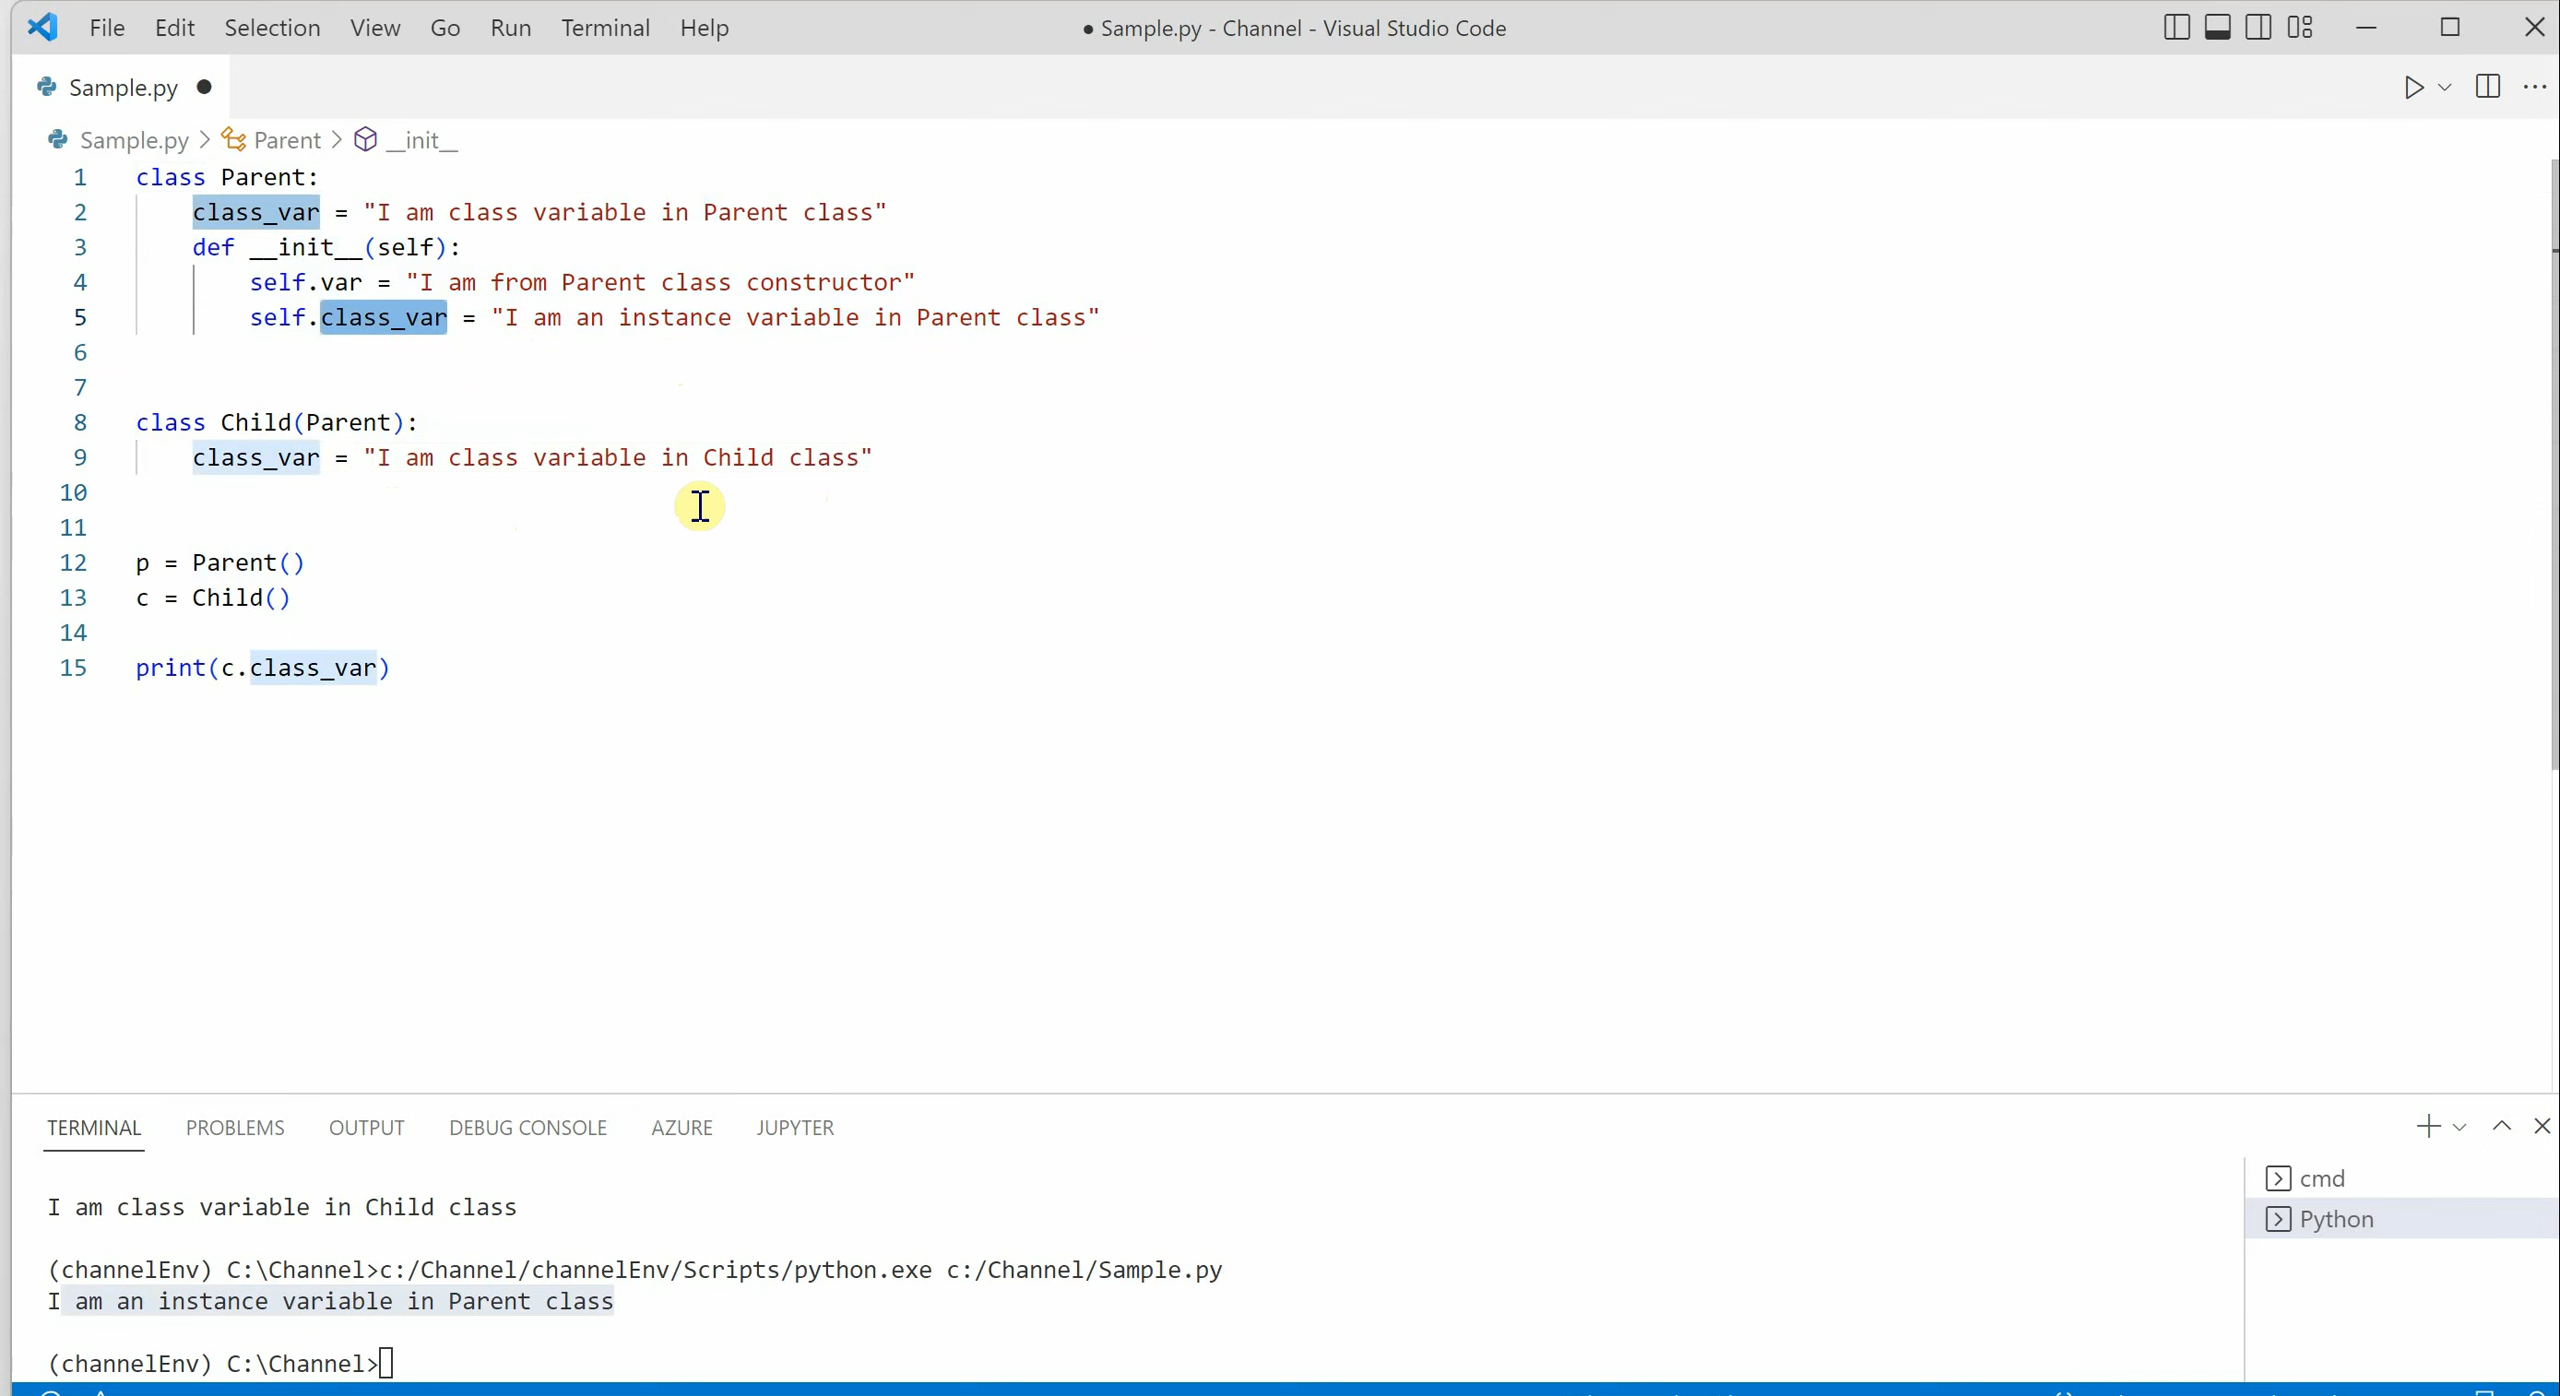 File Edit Selection View Go Run Terminal Help
● Sample.py - Channel - Visual Studio Code
Sample.py ●
Sample.py > Parent > __init__
1 class Parent:
2     class_var = "I am class variable in Parent class"
3     def __init__(self):
4         self.var = "I am from Parent class constructor"
5         self.class_var = "I am an instance variable in Parent class"
6
7
8 class Child(Parent):
9     class_var = "I am class variable in Child class"
10
11
12 p = Parent()
13 c = Child()
14
15 print(c.class_var)
TERMINAL PROBLEMS OUTPUT DEBUG CONSOLE AZURE JUPYTER
I am class variable in Child class
(channelEnv) C:\Channel>c:/Channel/channelEnv/Scripts/python.exe c:/Channel/Sample.py
I am an instance variable in Parent class
(channelEnv) C:\Channel>
cmd
Python